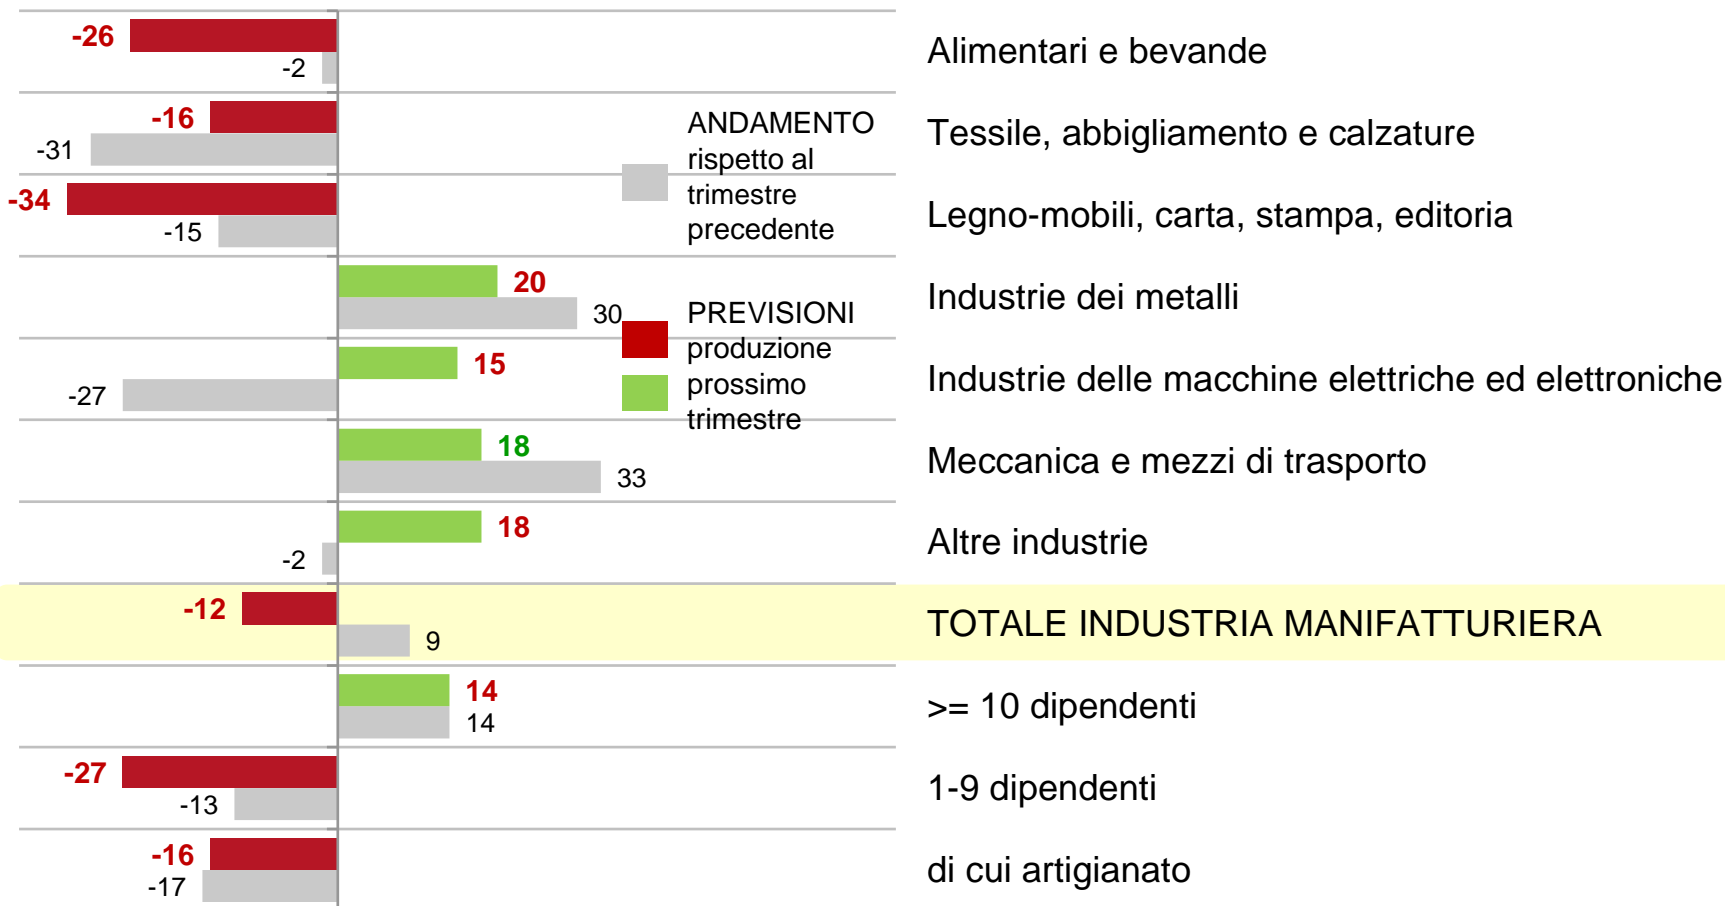 -26
-2
Alimentari e bevande
-16
-31
Tessile, abbigliamento e calzature
-34
-15
Legno-mobili, carta, stampa, editoria
20
30
Industrie dei metalli
15
-27
Industrie delle macchine elettriche ed elettroniche
18
33
Meccanica e mezzi di trasporto
18
-2
Altre industrie
-12
9
TOTALE INDUSTRIA MANIFATTURIERA
14
14
>= 10 dipendenti
-27
-13
1-9 dipendenti
-16
-17
di cui artigianato
ANDAMENTO
rispetto al
trimestre
precedente
PREVISIONI
produzione
prossimo
trimestre